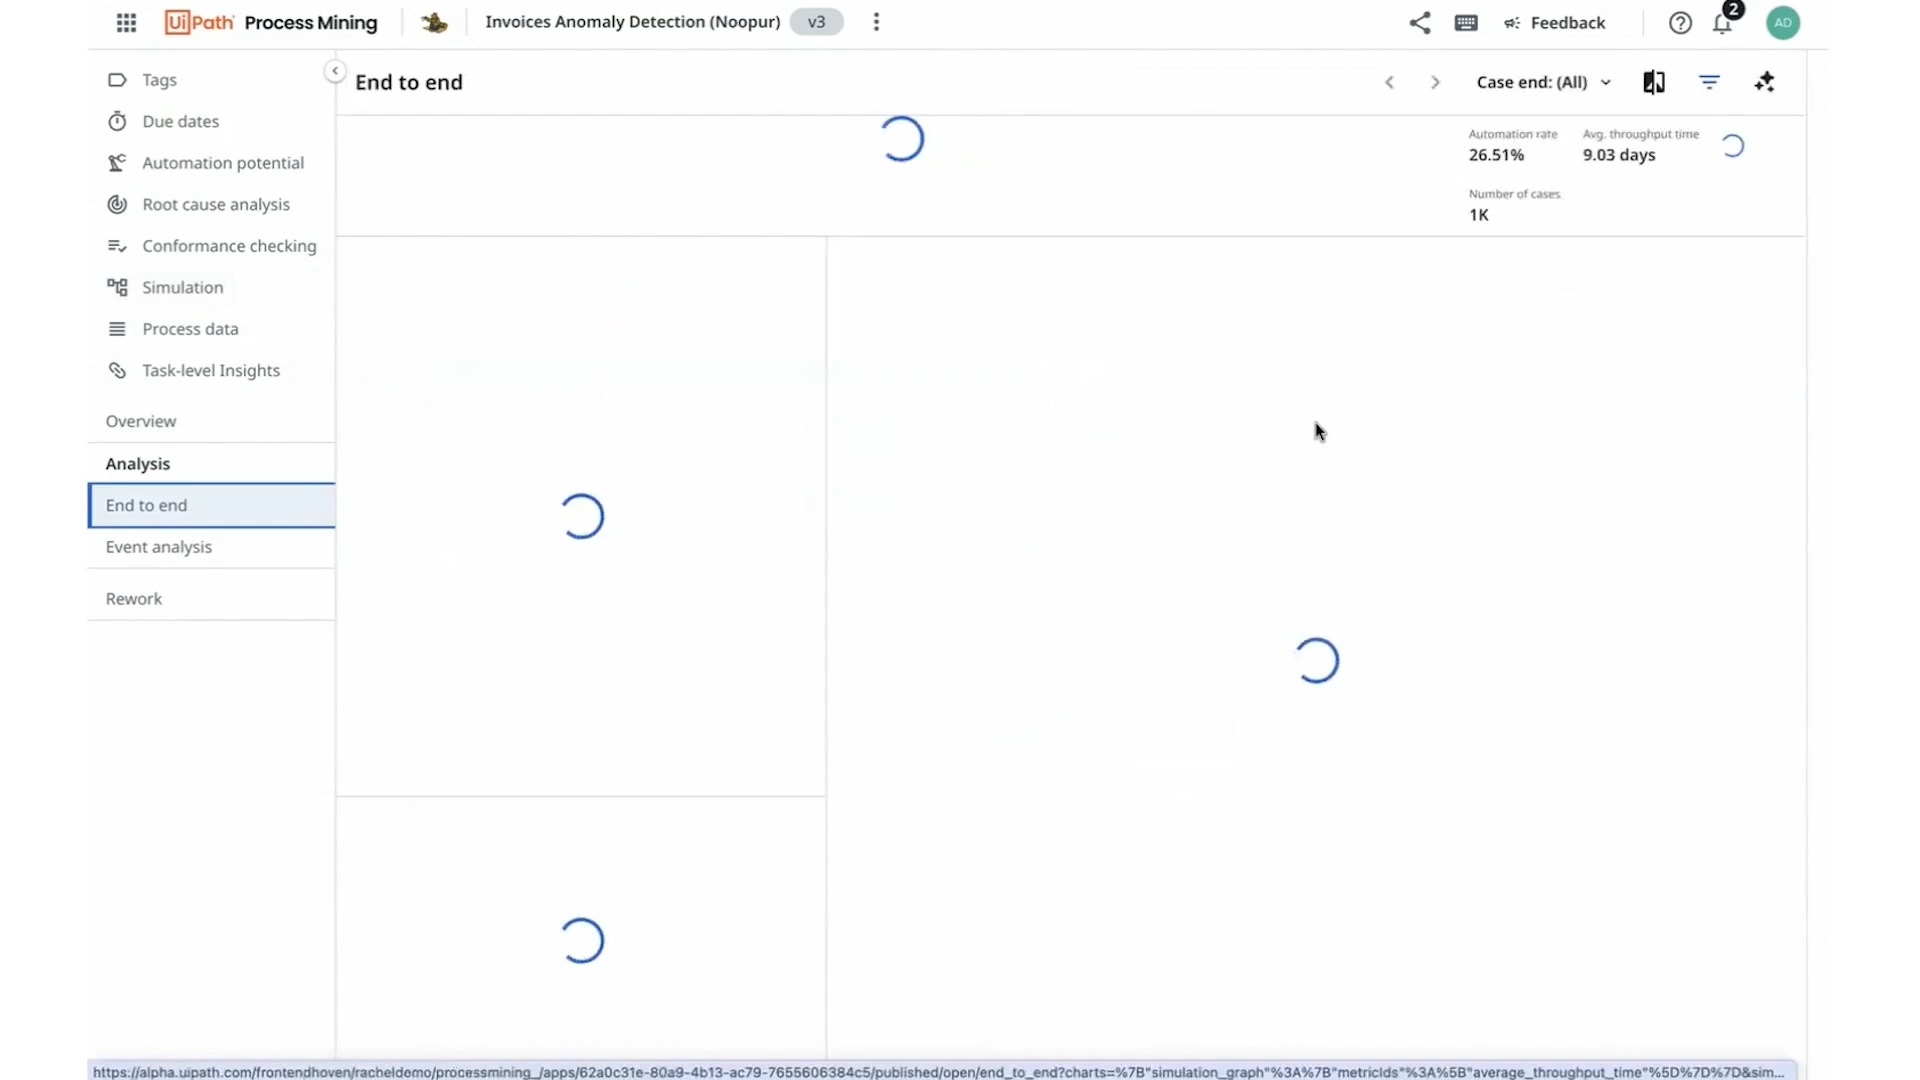 UiPath Process Mining
Invoices Anomaly Detection (Noopur) v3
Feedback
2
AD
Tags
Due dates
Automation potential
Root cause analysis
Conformance checking
Simulation
Process data
Task-level Insights
Overview
Analysis
End to end
Event analysis
Rework
End to end
Case end: (All)
Automation rate
26.51%
Avg. throughput time
9.03 days
Number of cases
1K
https://alpha.uipath.com/frontendhoven/racheldemo/processmining_/apps/62a0c31e-80a9-4b13-ac79-7655606384c5/published/open/end_to_end?charts=%7B"simulation_graph"%3A%7B"metricIds"%3A%5B"average_throughput_time"%5D%7D%7D&sim...